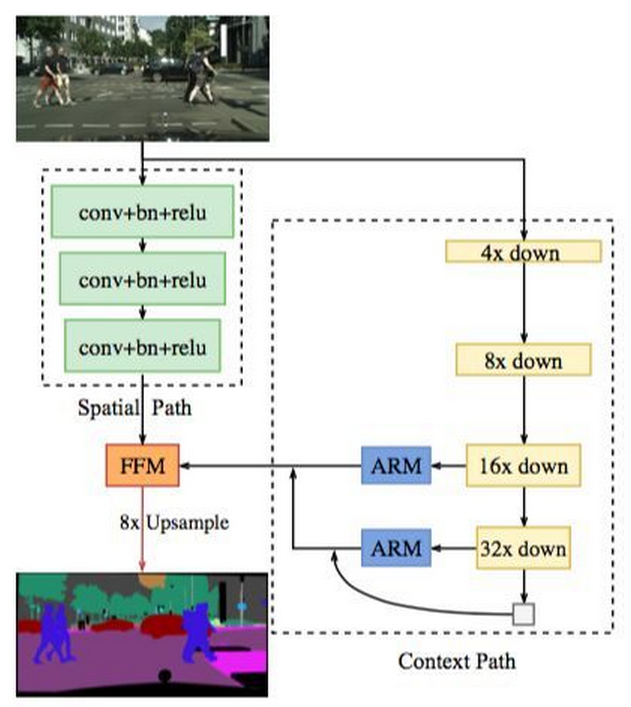 conv+bn+relu
conv+bn+relu
conv+bn+relu
Spatial Path
4x down
8x down
FFM
ARM
16x down
8x Upsample
ARM
32x down
Context Path